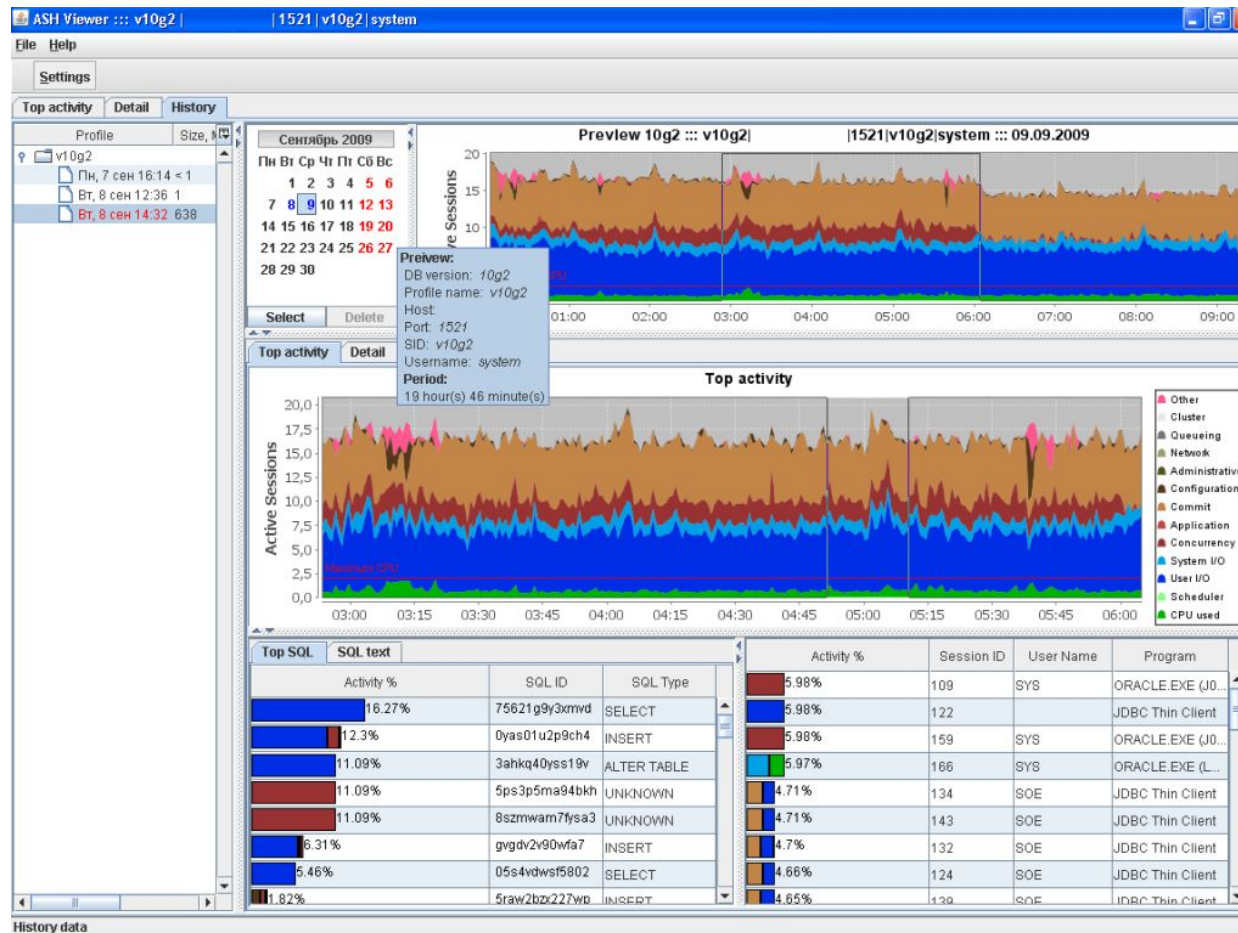 ASH Viewer ::: v10g2 | | 1521 | v10g2 | system
File Help
Settings
Top activity Detail History
Profile Size, M
v10g2
Пн, 7 сен 16:14 < 1
Вт, 8 сен 12:36 1
Вт, 8 сен 14:32 638
Сентябрь 2009
Пн Вт Ср Чт Пт Сб Вс
1 2 3 4 5 6
7 8 9 10 11 12 13
14 15 16 17 18 19 20
21 22 23 24 25 26 27
28 29 30
Select Delete
Preview 10g2 ::: v10g2| |1521|v10g2|system ::: 09.09.2009
20
15
10
01:00 02:00 03:00 04:00 05:00 06:00 07:00 08:00 09:00
Preivew:
DB version: 10g2
Profile name: v10g2
Host:
Port: 1521
SID: v10g2
Username: system
Period:
19 hour(s) 46 minute(s)
Top activity Detail
Top activity
Active Sessions
20,0
17,5
15,0
12,5
10,0
7,5
5,0
2,5
0,0
Maximum CPU
03:00 03:15 03:30 03:45 04:00 04:15 04:30 04:45 05:00 05:15 05:30 05:45 06:00
Other
Cluster
Queueing
Network
Administrative
Configuration
Commit
Application
Concurrency
System I/O
User I/O
Scheduler
CPU used
Top SQL SQL text
Activity % SQL ID SQL Type
16.27% 75621g9y3xmvd SELECT
12.3% 0yas01u2p9ch4 INSERT
11.09% 3ahkq40yss19v ALTER TABLE
11.09% 5ps3p5ma94bkh UNKNOWN
11.09% 8szmwam7fysa3 UNKNOWN
6.31% gvgdv2v90wfa7 INSERT
5.46% 05s4vdwsf5802 SELECT
1.82% 5raw2bzx227wp INSERT
Activity % Session ID User Name Program
5.98% 109 SYS ORACLE.EXE (J0...
5.98% 122 JDBC Thin Client
5.98% 159 SYS ORACLE.EXE (J0...
5.97% 166 SYS ORACLE.EXE (L...
4.71% 134 SOE JDBC Thin Client
4.71% 143 SOE JDBC Thin Client
4.7% 132 SOE JDBC Thin Client
4.66% 124 SOE JDBC Thin Client
4.65% 139 SOE JDBC Thin Client
History data